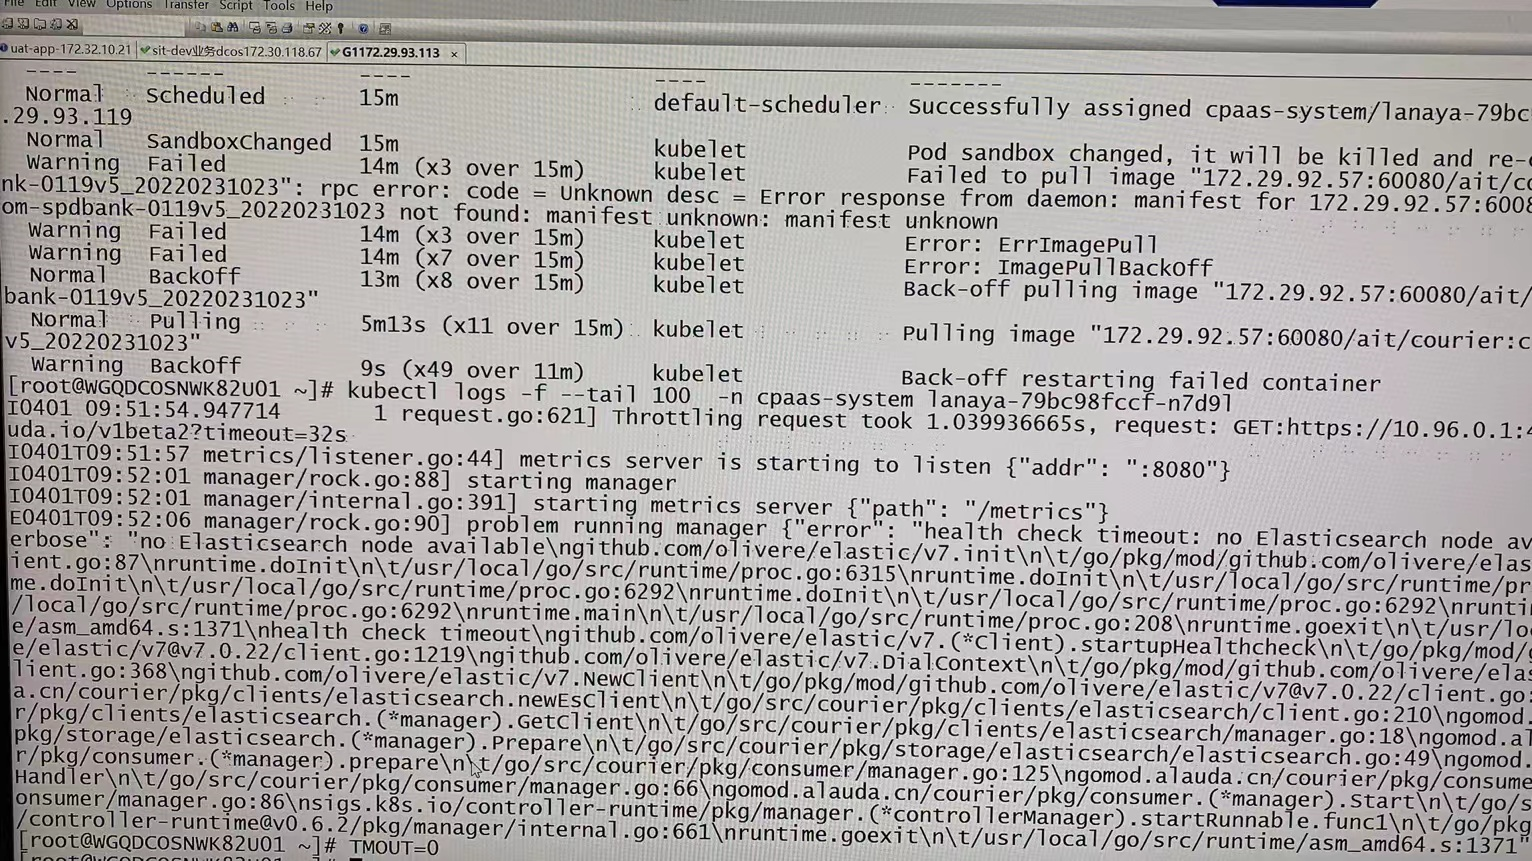 File Edit View Options Transfer Script Tools Help
uat-app-172.32.10.21 sit-dev业务dcos172.30.118.67 G1172.29.93.113 ×
---- ------ ---- ---- -------
Normal Scheduled 15m default-scheduler Successfully assigned cpaas-system/lanaya-79bc
.29.93.119
Normal SandboxChanged 15m kubelet Pod sandbox changed, it will be killed and re-c
Warning Failed 14m (x3 over 15m) kubelet Failed to pull image "172.29.92.57:60080/ait/co
nk-0119v5_20220231023": rpc error: code = Unknown desc = Error response from daemon: manifest for 172.29.92.57:6008
om-spdbank-0119v5_20220231023 not found: manifest unknown: manifest unknown
Warning Failed 14m (x3 over 15m) kubelet Error: ErrImagePull
Warning Failed 14m (x7 over 15m) kubelet Error: ImagePullBackOff
Normal BackOff 13m (x8 over 15m) kubelet Back-off pulling image "172.29.92.57:60080/ait/
bank-0119v5_20220231023"
Normal Pulling 5m13s (x11 over 15m) kubelet Pulling image "172.29.92.57:60080/ait/courier:c
v5_20220231023"
Warning BackOff 9s (x49 over 11m) kubelet Back-off restarting failed container
[root@WGQDCOSNWK82U01 ~]# kubectl logs -f --tail 100 -n cpaas-system lanaya-79bc98fccf-n7d9l
I0401 09:51:54.947714 1 request.go:621] Throttling request took 1.039936665s, request: GET:https://10.96.0.1:4
uda.io/v1beta2?timeout=32s
I0401T09:51:57 metrics/listener.go:44] metrics server is starting to listen {"addr": ":8080"}
I0401T09:52:01 manager/rock.go:88] starting manager
I0401T09:52:01 manager/internal.go:391] starting metrics server {"path": "/metrics"}
E0401T09:52:06 manager/rock.go:90] problem running manager {"error": "health check timeout: no Elasticsearch node av
erbose": "no Elasticsearch node available\ngithub.com/olivere/elastic/v7.init\n\t/go/pkg/mod/github.com/olivere/elas
ient.go:87\nruntime.doInit\n\t/usr/local/go/src/runtime/proc.go:6315\nruntime.doInit\n\t/usr/local/go/src/runtime/pr
me.doInit\n\t/usr/local/go/src/runtime/proc.go:6292\nruntime.doInit\n\t/usr/local/go/src/runtime/proc.go:6292\nrunti
/local/go/src/runtime/proc.go:6292\nruntime.main\n\t/usr/local/go/src/runtime/proc.go:208\nruntime.goexit\n\t/usr/lo
e/asm_amd64.s:1371\nhealth check timeout\ngithub.com/olivere/elastic/v7.(*Client).startupHealthcheck\n\t/go/pkg/mod/g
e/elastic/v7@v7.0.22/client.go:1219\ngithub.com/olivere/elastic/v7.DialContext\n\t/go/pkg/mod/github.com/olivere/elas
lient.go:368\ngithub.com/olivere/elastic/v7.NewClient\n\t/go/pkg/mod/github.com/olivere/elastic/v7@v7.0.22/client.go:
a.cn/courier/pkg/clients/elasticsearch.newEsClient\n\t/go/src/courier/pkg/clients/elasticsearch/client.go:210\ngomod.
r/pkg/clients/elasticsearch.(*manager).GetClient\n\t/go/src/courier/pkg/clients/elasticsearch/manager.go:18\ngomod.al
pkg/storage/elasticsearch.(*manager).Prepare\n\t/go/src/courier/pkg/storage/elasticsearch/elasticsearch.go:49\ngomod.
r/pkg/consumer.(*manager).prepare\n\t/go/src/courier/pkg/consumer/manager.go:125\ngomod.alauda.cn/courier/pkg/consume
Handler\n\t/go/src/courier/pkg/consumer/manager.go:66\ngomod.alauda.cn/courier/pkg/consumer.(*manager).Start\n\t/go/s
onsumer/manager.go:86\nsigs.k8s.io/controller-runtime/pkg/manager.(*controllerManager).startRunnable.func1\n\t/go/pkg
/controller-runtime@v0.6.2/pkg/manager/internal.go:661\nruntime.goexit\n\t/usr/local/go/src/runtime/asm_amd64.s:1371"
[root@WGQDCOSNWK82U01 ~]# TMOUT=0